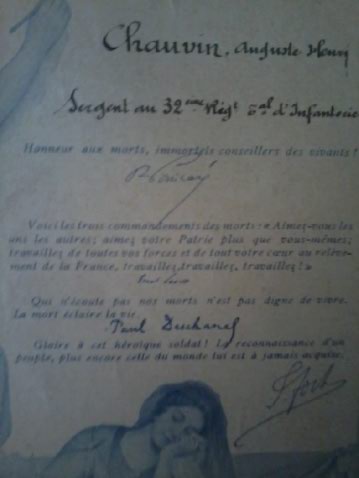 Chauvin, Auguste Henri
Sergent au 32ème Régt d'Infanterie
Honneur aux morts, immortels conseillers des vivants !
R Poincaré
Voici les trois commandements des morts : « Aimez-vous les
uns les autres; aimez votre Patrie plus que vous-mêmes;
travaillez de toutes vos forces et de tout votre cœur au relève-
ment de la France, travaillez, travaillez, travaillez ! »
Qui n'écoute pas nos morts n'est pas digne de vivre.
La mort éclaire la vie.
Paul Deschanel
Gloire à cet héroïque soldat ! La reconnaissance d'un
peuple, plus encore celle du monde lui est à jamais acquise.
F. Foch